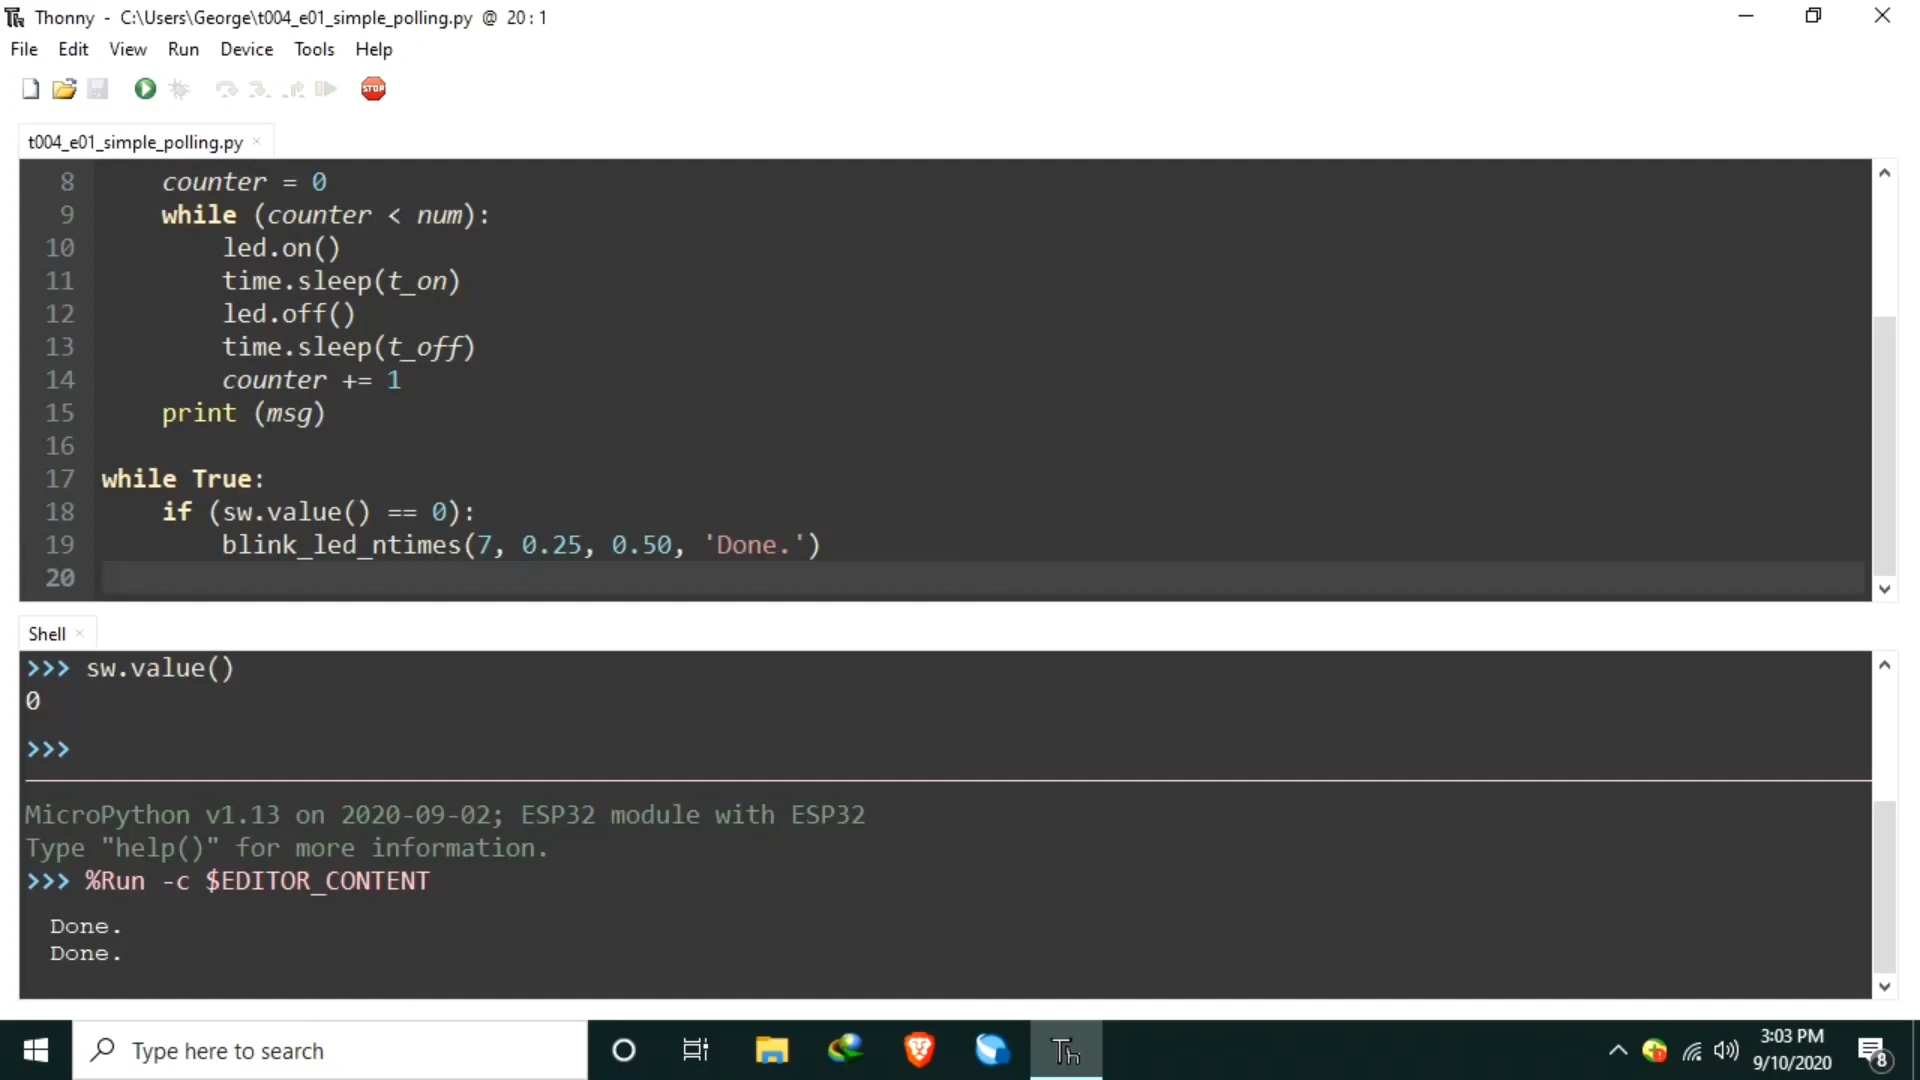 Thonny - C:\Users\George\t004_e01_simple_polling.py @ 20 : 1
File Edit View Run Device Tools Help
STOP
t004_e01_simple_polling.py
8 counter = 0
9 while (counter < num):
10 led.on()
11 time.sleep(t_on)
12 led.off()
13 time.sleep(t_off)
14 counter += 1
15 print (msg)
16
17 while True:
18 if (sw.value() == 0):
19 blink_led_ntimes(7, 0.25, 0.50, 'Done.')
20
Shell
>>> sw.value()
0
>>>
MicroPython v1.13 on 2020-09-02; ESP32 module with ESP32
Type "help()" for more information.
>>> %Run -c $EDITOR_CONTENT
Done.
Done.
Type here to search
Th
3:03 PM
9/10/2020
8